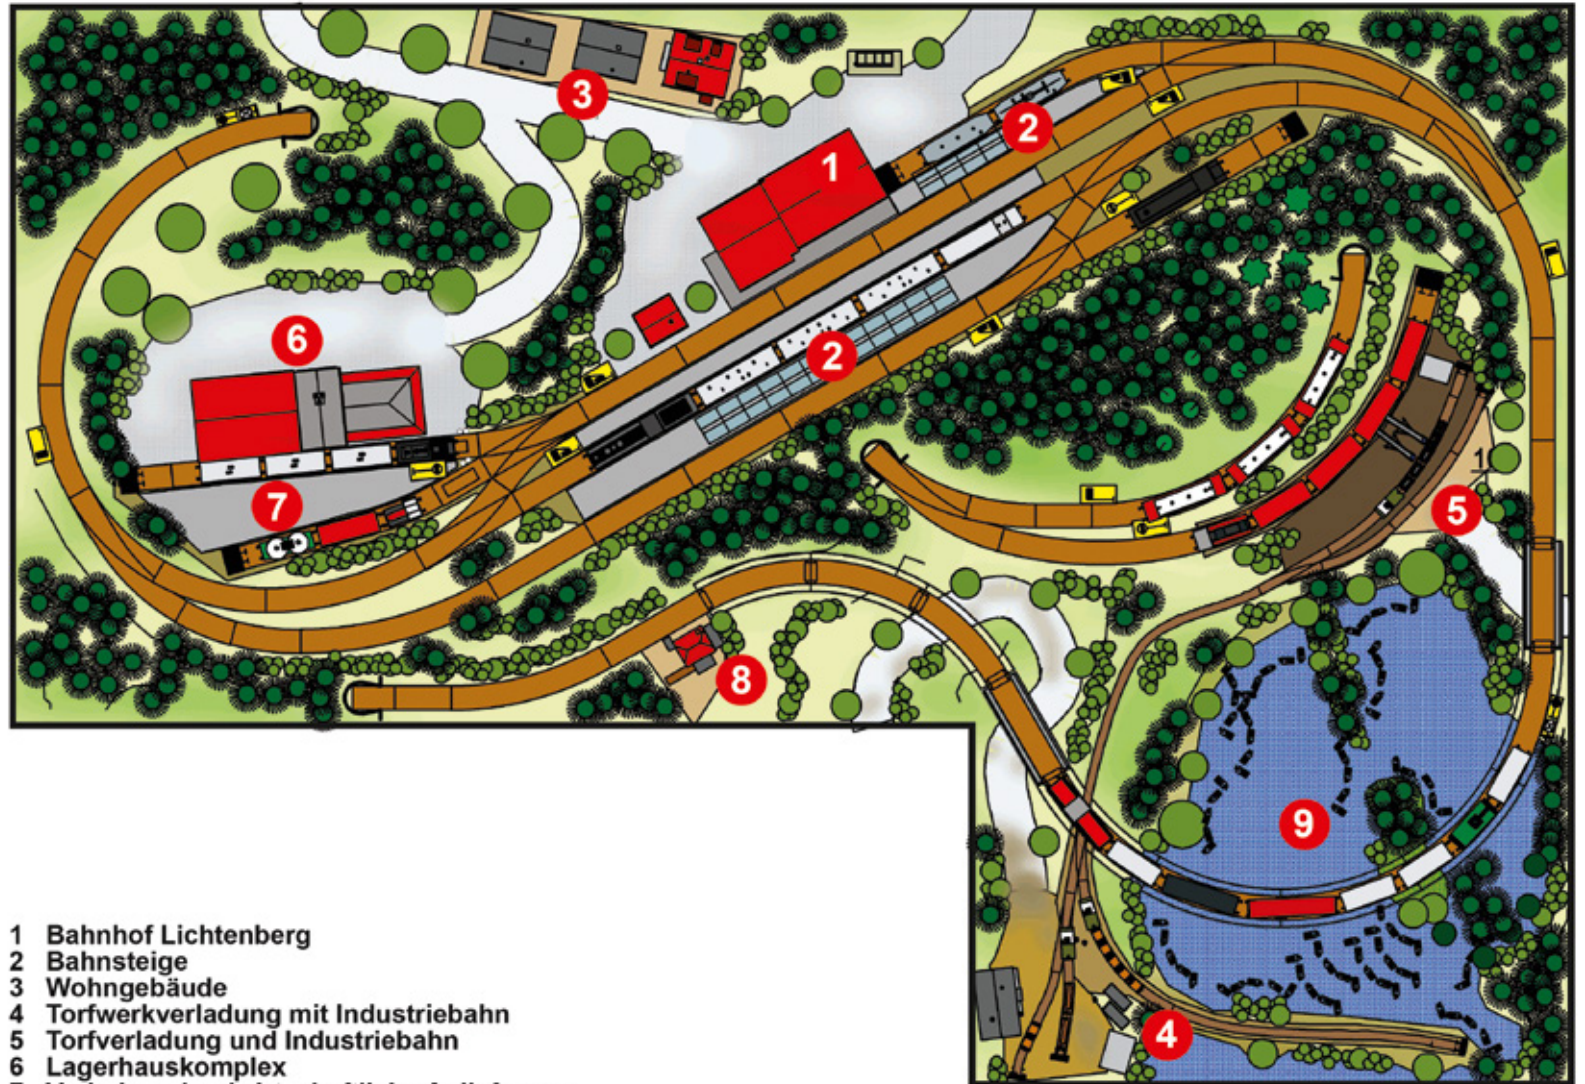 3
2
1
6
2
7
5
8
9
4
1 Bahnhof Lichtenberg
2 Bahnsteige
3 Wohngebäude
4 Torfwerkverladung mit Industriebahn
5 Torfverladung und Industriebahn
6 Lagerhauskomplex